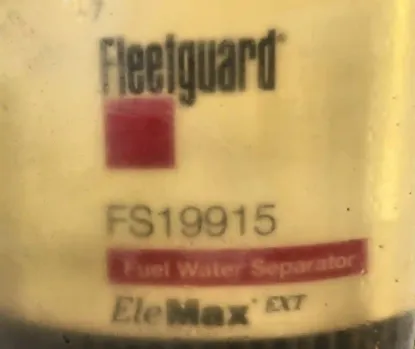 Fleetguard®
FS19915
Fuel Water Separator
EleMax® EXT